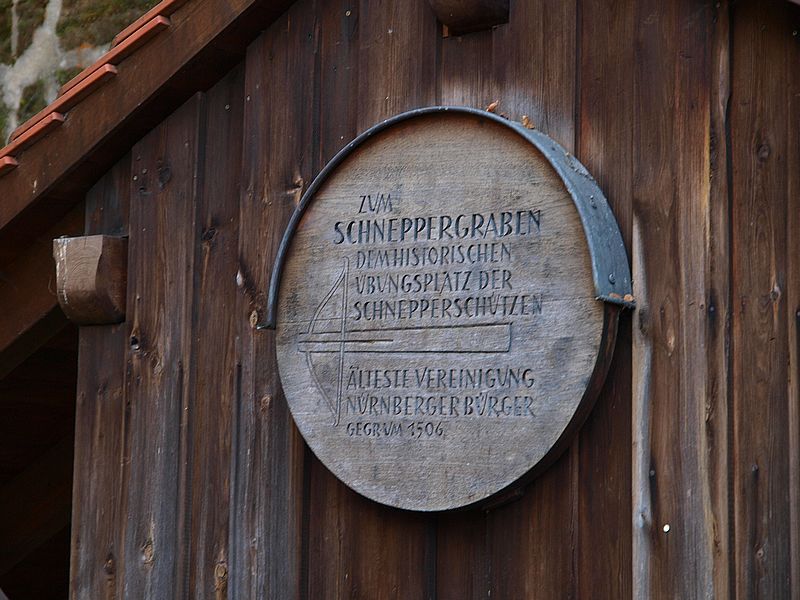 ZUM
SCHNEPPERGRABEN
DEM HISTORISCHEN
ÜBUNGSPLATZ DER
SCHNEPPERSCHÜTZEN
ÄLTESTE VEREINIGUNG
NÜRNBERGER BÜRGER
GEGR·UM 1506